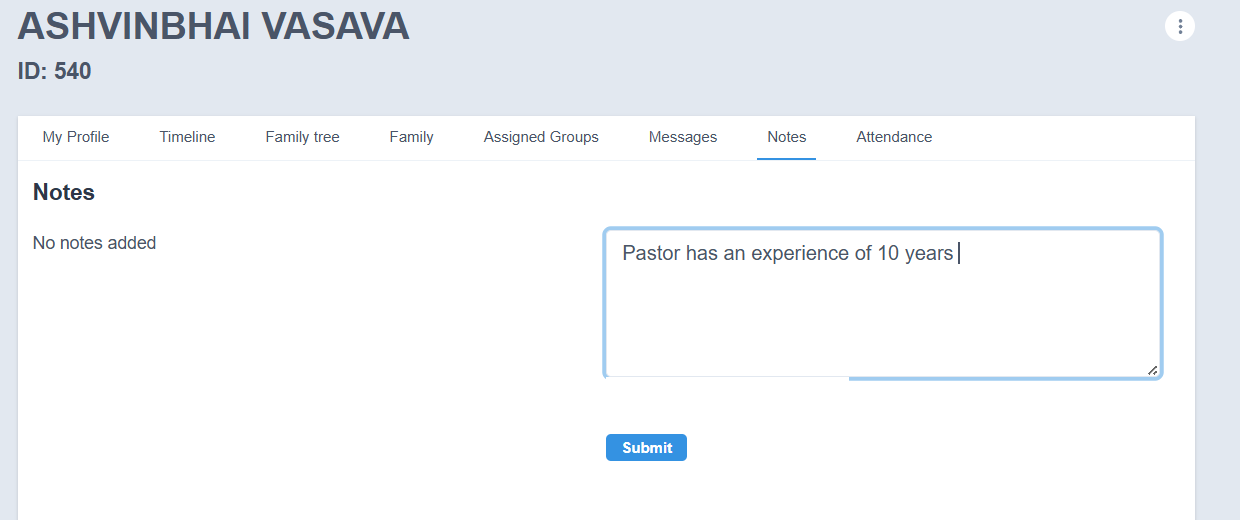 ASHVINBHAI VASAVA
ID: 540
My Profile Timeline Family tree Family Assigned Groups Messages Notes Attendance
Notes
No notes added
Pastor has an experience of 10 years
Submit